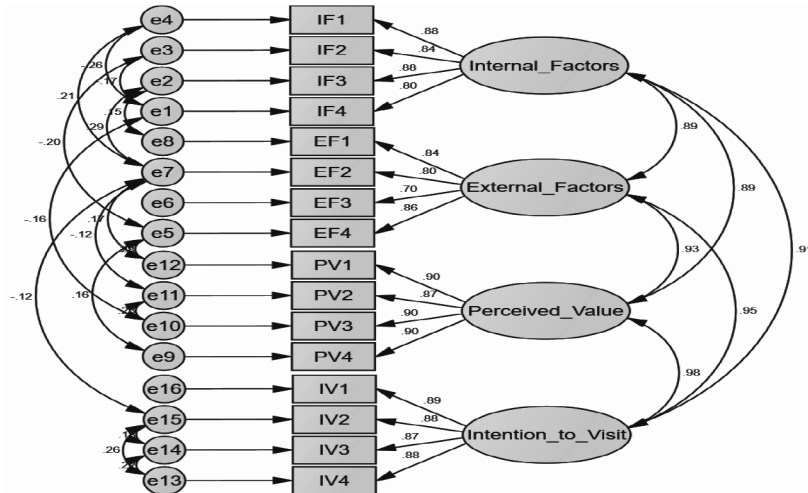 e4 IF1 .88
e3 IF2 .84 Internal_Factors
e2 IF3 .88
e1 IF4 .80
e8 EF1 .84
e7 EF2 .80 External_Factors
e6 EF3 .70
e5 EF4 .86
e12 PV1 .90
e11 PV2 .87 Perceived_Value
e10 PV3 .90
e9 PV4 .90
e16 IV1 .89
e15 IV2 .88 Intention_to_Visit
e14 IV3 .87
e13 IV4 .88
-.26
.17
.21
.15
.29
-.20
-.16
.17
-.12
.16
-.12
.26
.89
.89
.93
.95
.98